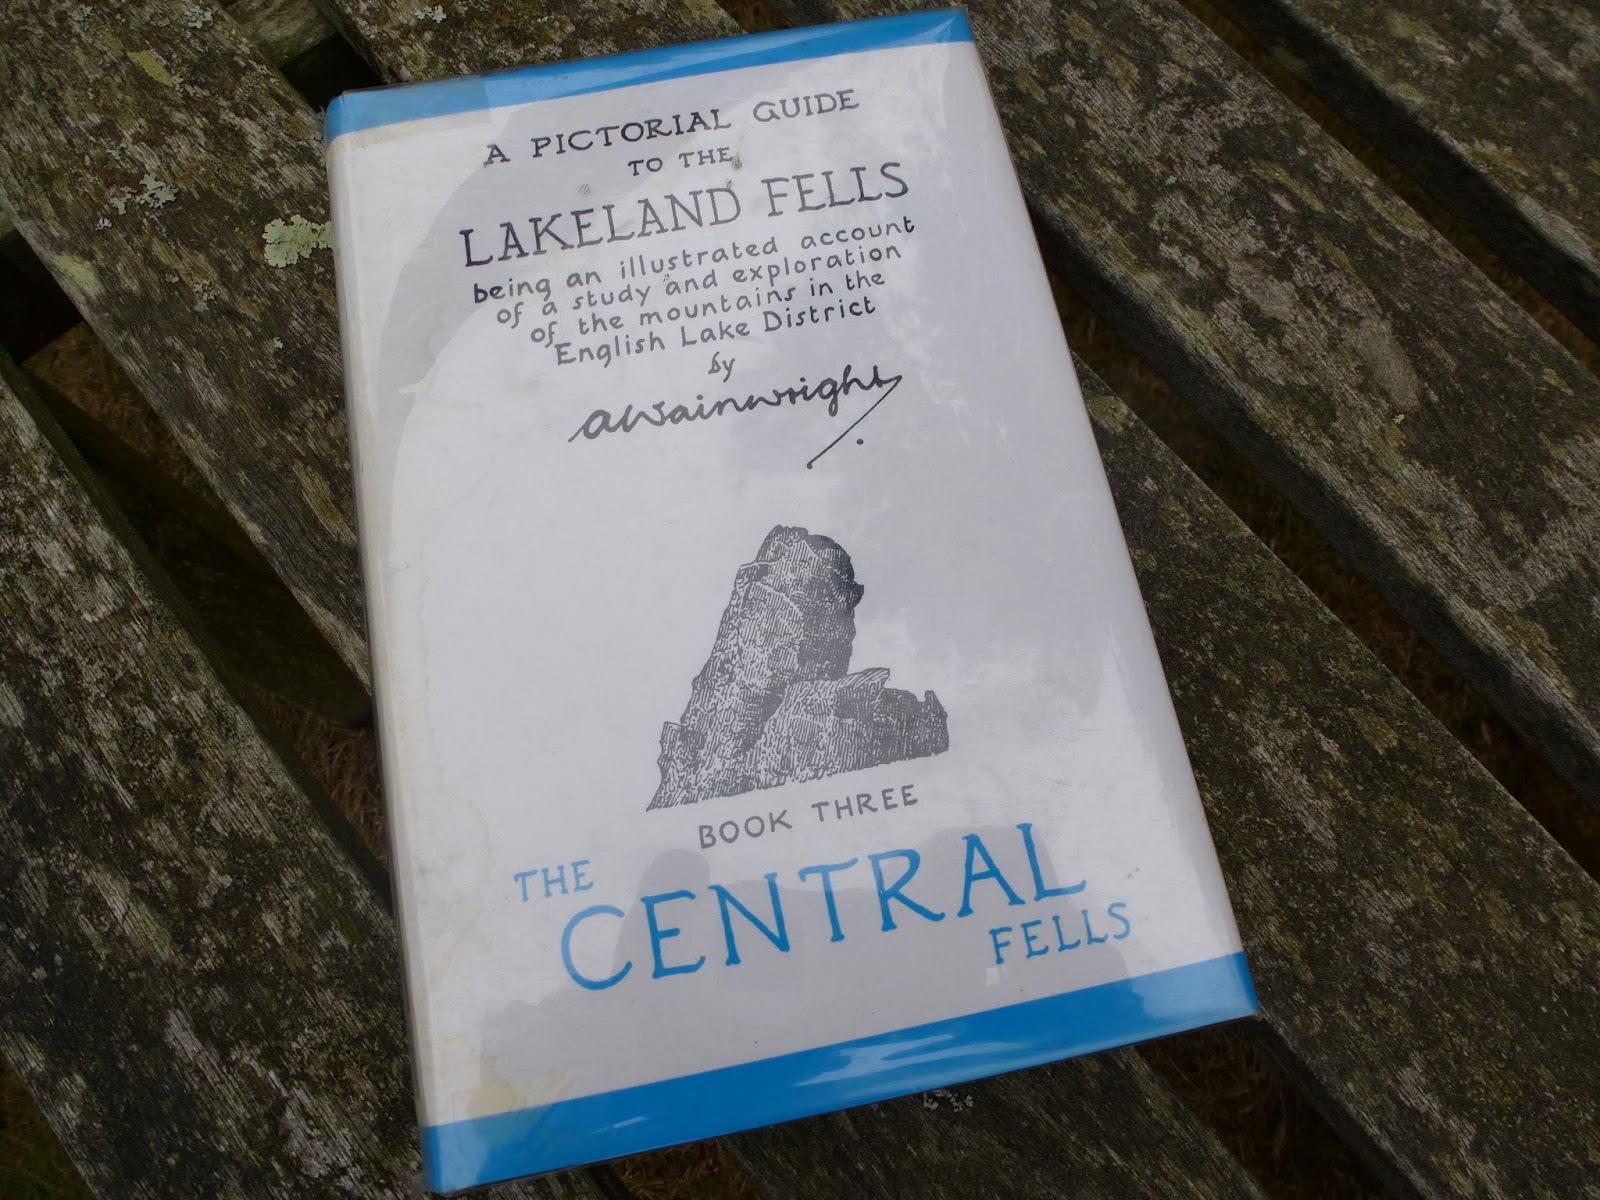 A PICTORIAL GUIDE
TO THE
LAKELAND FELLS
being an illustrated account
of a study and exploration
of the mountains in the
English Lake District
by
aWainwright
BOOK THREE
THE
CENTRAL
FELLS